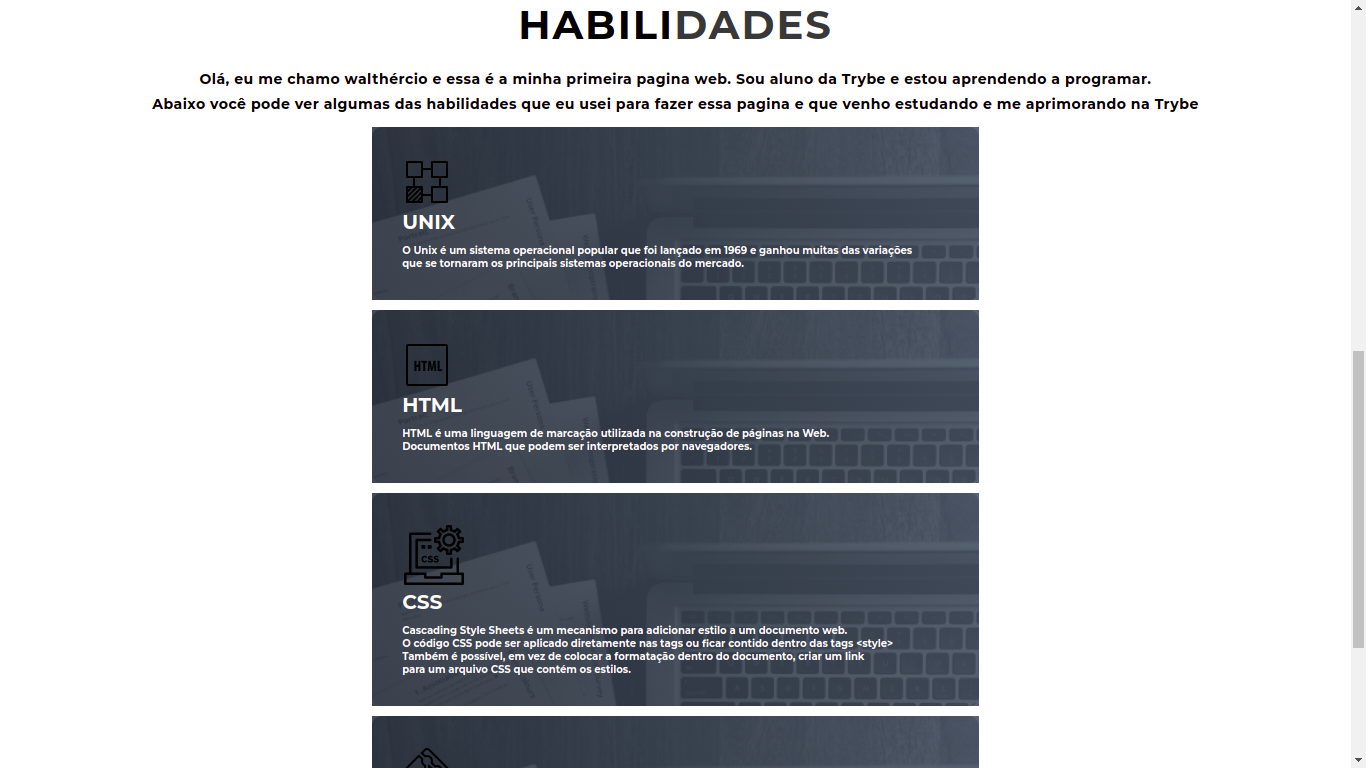 HABILIDADES
Olá, eu me chamo walthércio e essa é a minha primeira pagina web. Sou aluno da Trybe e estou aprendendo a programar.
Abaixo você pode ver algumas das habilidades que eu usei para fazer essa pagina e que venho estudando e me aprimorando na Trybe
UNIX
O Unix é um sistema operacional popular que foi lançado em 1969 e ganhou muitas das variações
que se tornaram os principais sistemas operacionais do mercado.
HTML
HTML
HTML é uma linguagem de marcação utilizada na construção de páginas na Web.
Documentos HTML que podem ser interpretados por navegadores.
CSS
CSS
Cascading Style Sheets é um mecanismo para adicionar estilo a um documento web.
O código CSS pode ser aplicado diretamente nas tags ou ficar contido dentro das tags <style>
Também é possível, em vez de colocar a formatação dentro do documento, criar um link
para um arquivo CSS que contém os estilos.